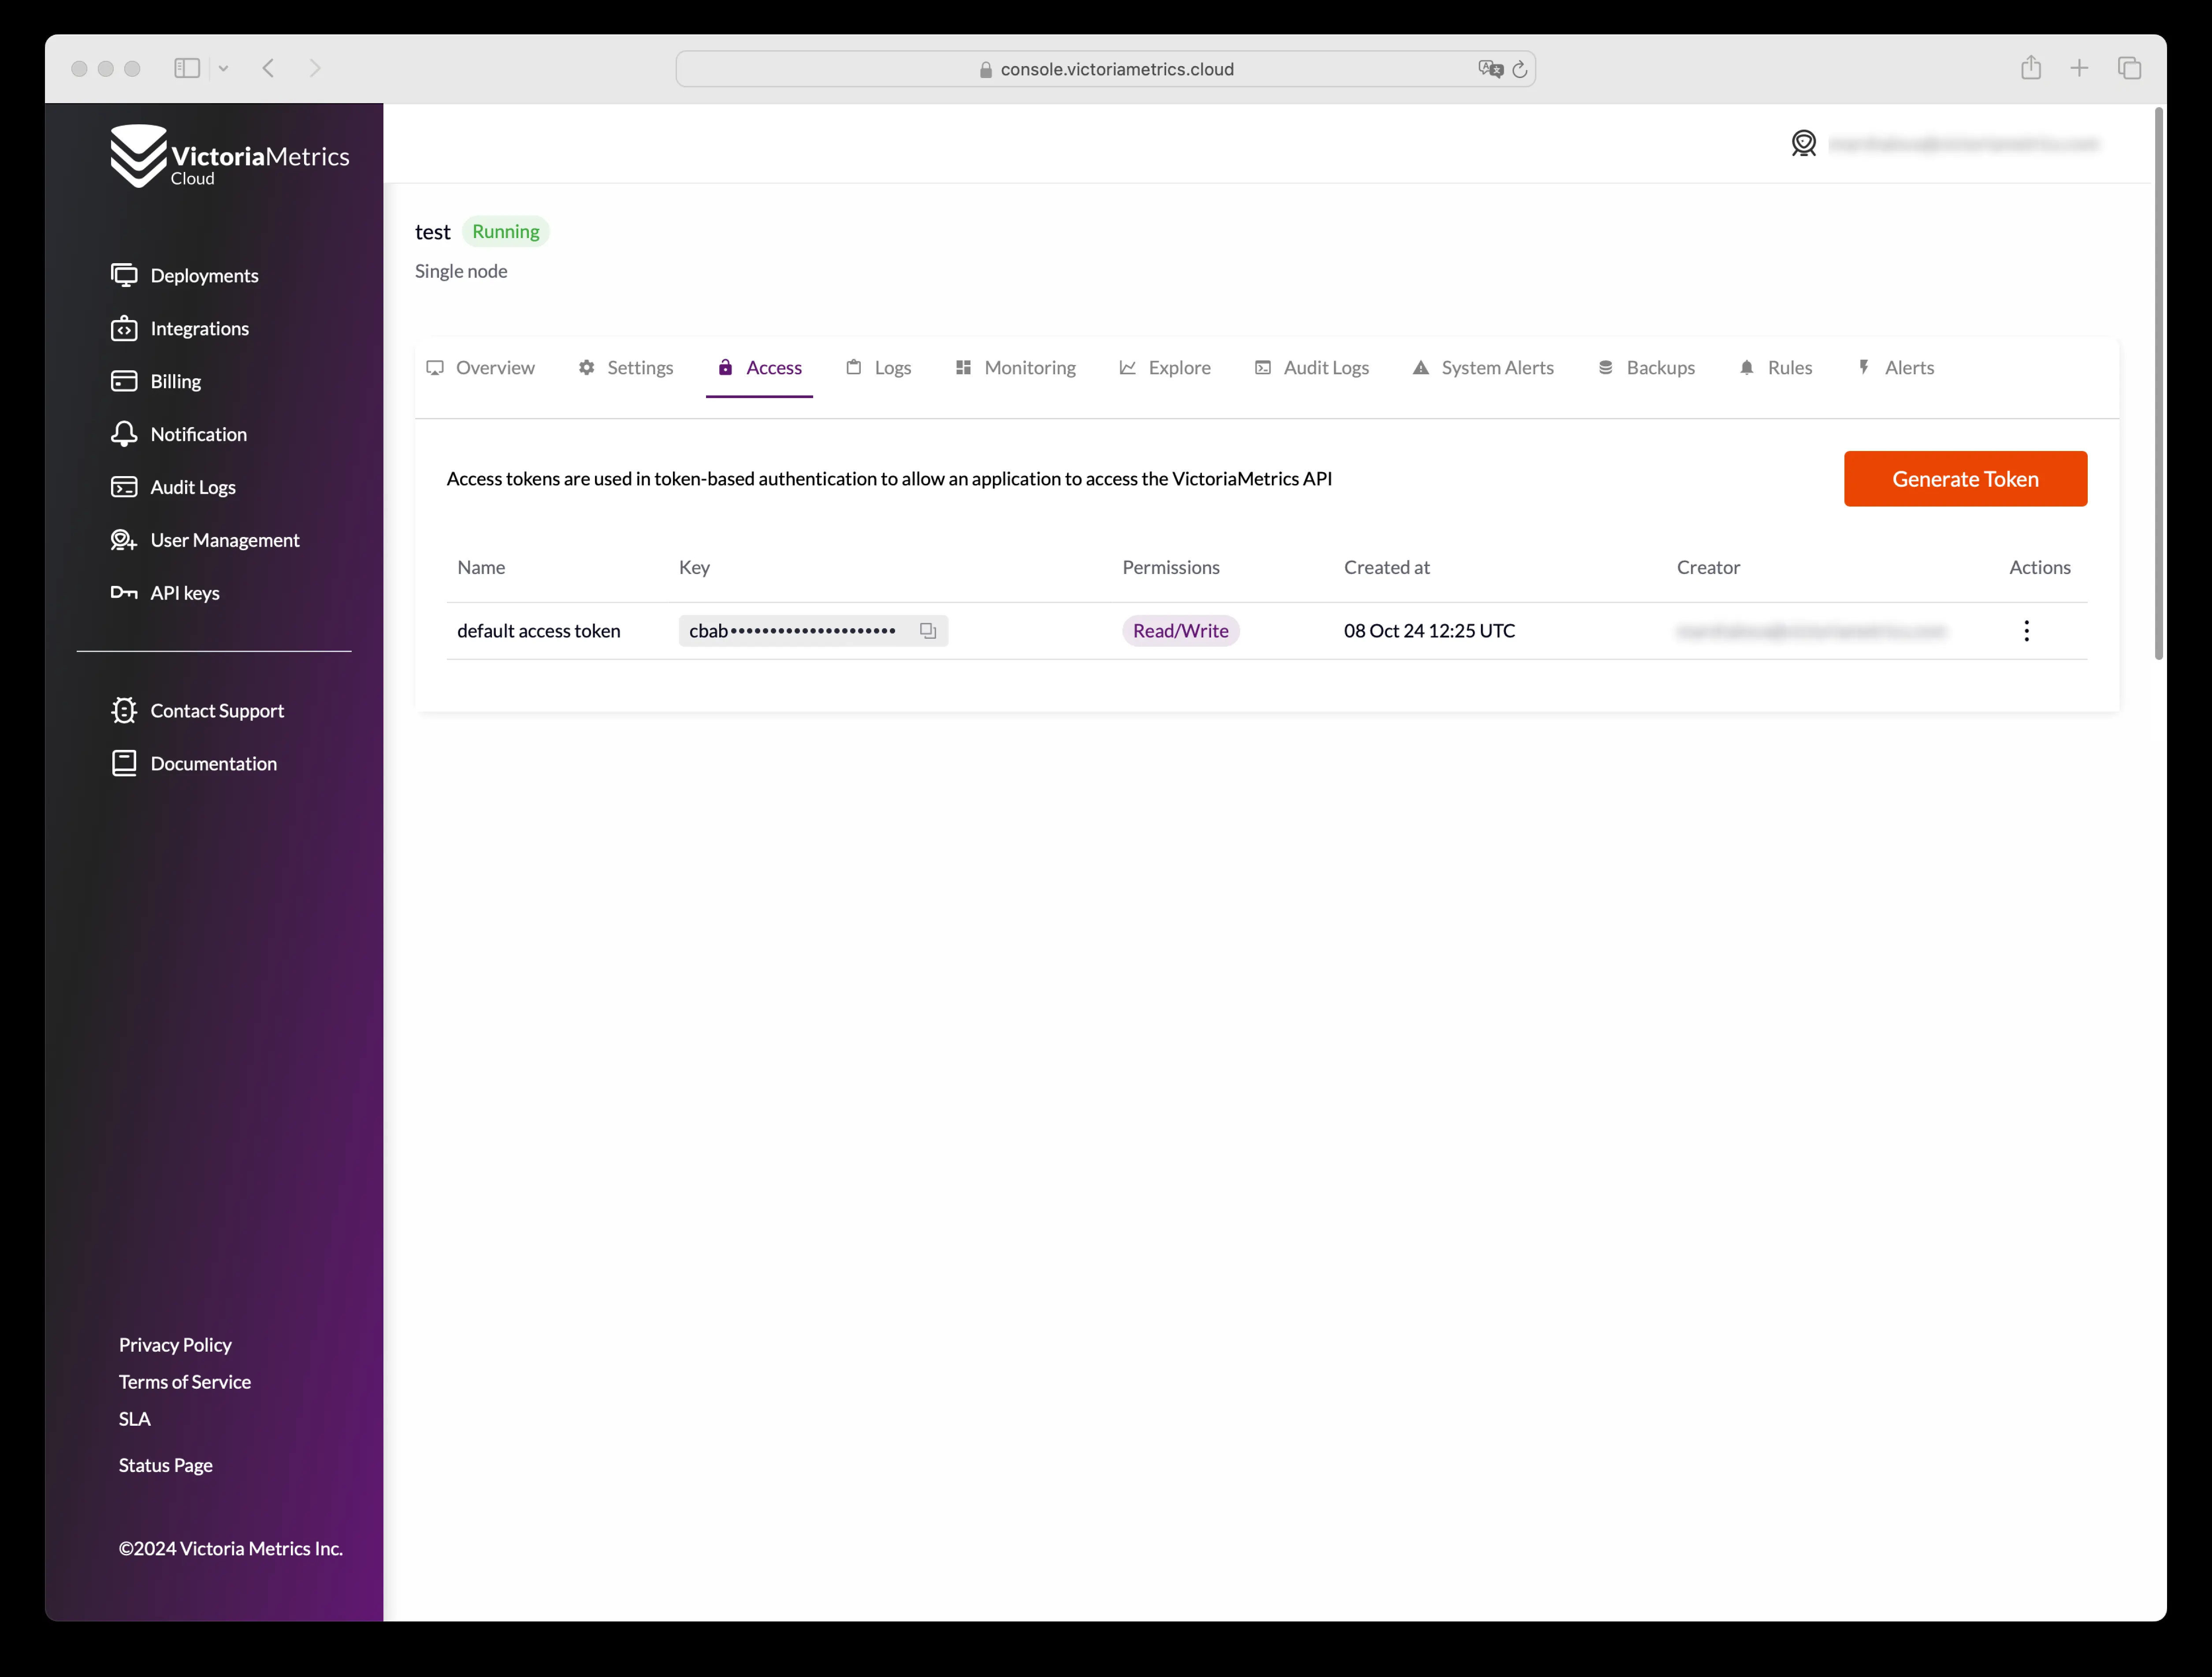 console.victoriametrics.cloud
VictoriaMetrics
Cloud
Deployments
Integrations
Billing
Notification
Audit Logs
User Management
API keys
Contact Support
Documentation
Privacy Policy
Terms of Service
SLA
Status Page
©2024 Victoria Metrics Inc.
test Running
Single node
Overview Settings Access Logs Monitoring Explore Audit Logs System Alerts Backups Rules Alerts
Access tokens are used in token-based authentication to allow an application to access the VictoriaMetrics API Generate Token
Name Key Permissions Created at Creator Actions
default access token cbab••••••••••••••••••••• Read/Write 08 Oct 24 12:25 UTC